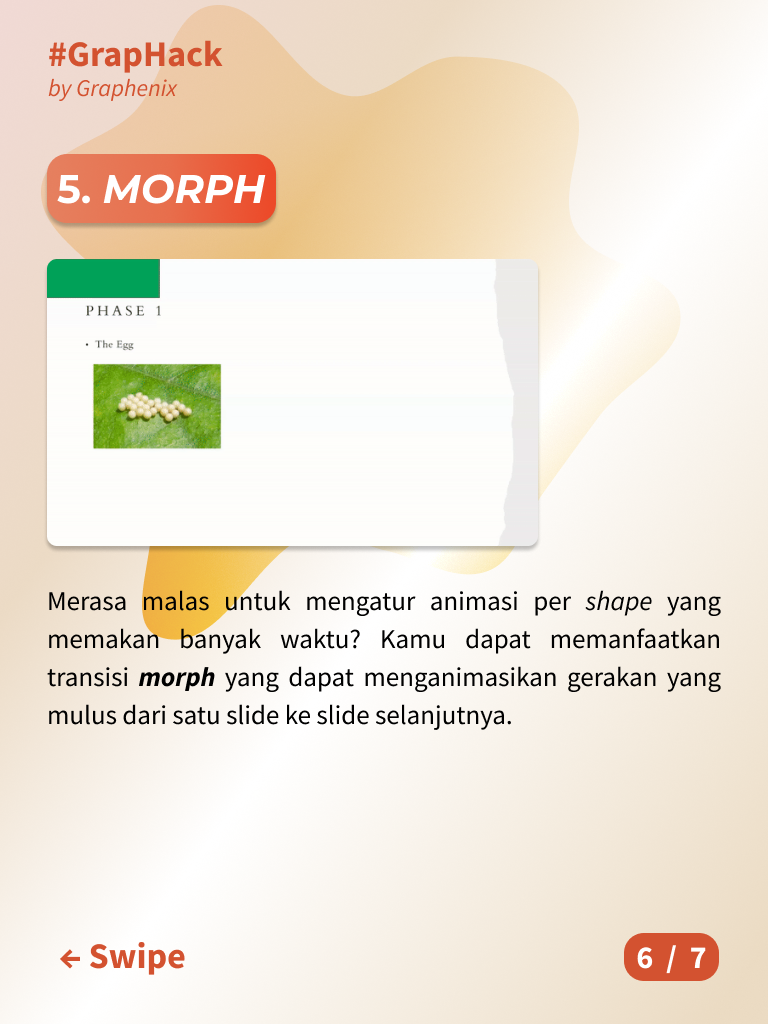 #GrapHack
by Graphenix
5. MORPH
PHASE 1
• The Egg
Merasa malas untuk mengatur animasi per shape yang
memakan banyak waktu? Kamu dapat memanfaatkan
transisi morph yang dapat menganimasikan gerakan yang
mulus dari satu slide ke slide selanjutnya.
← Swipe
6 / 7